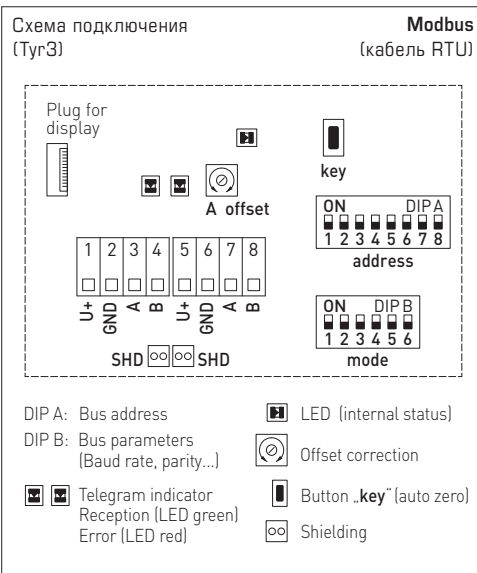 Схема подключения
(Tyr3)
Modbus
(кабель RTU)
Plug for
display
A offset
key
ON DIP A
1 2 3 4 5 6 7 8
address
1 2 3 4 5 6 7 8
U+ GND A B U+ GND A B
SHD SHD
ON DIP B
1 2 3 4 5 6
mode
DIP A: Bus address
DIP B: Bus parameters
(Baud rate, parity...)
Telegram indicator
Reception (LED green)
Error (LED red)
LED (internal status)
Offset correction
Button „key“ (auto zero)
Shielding